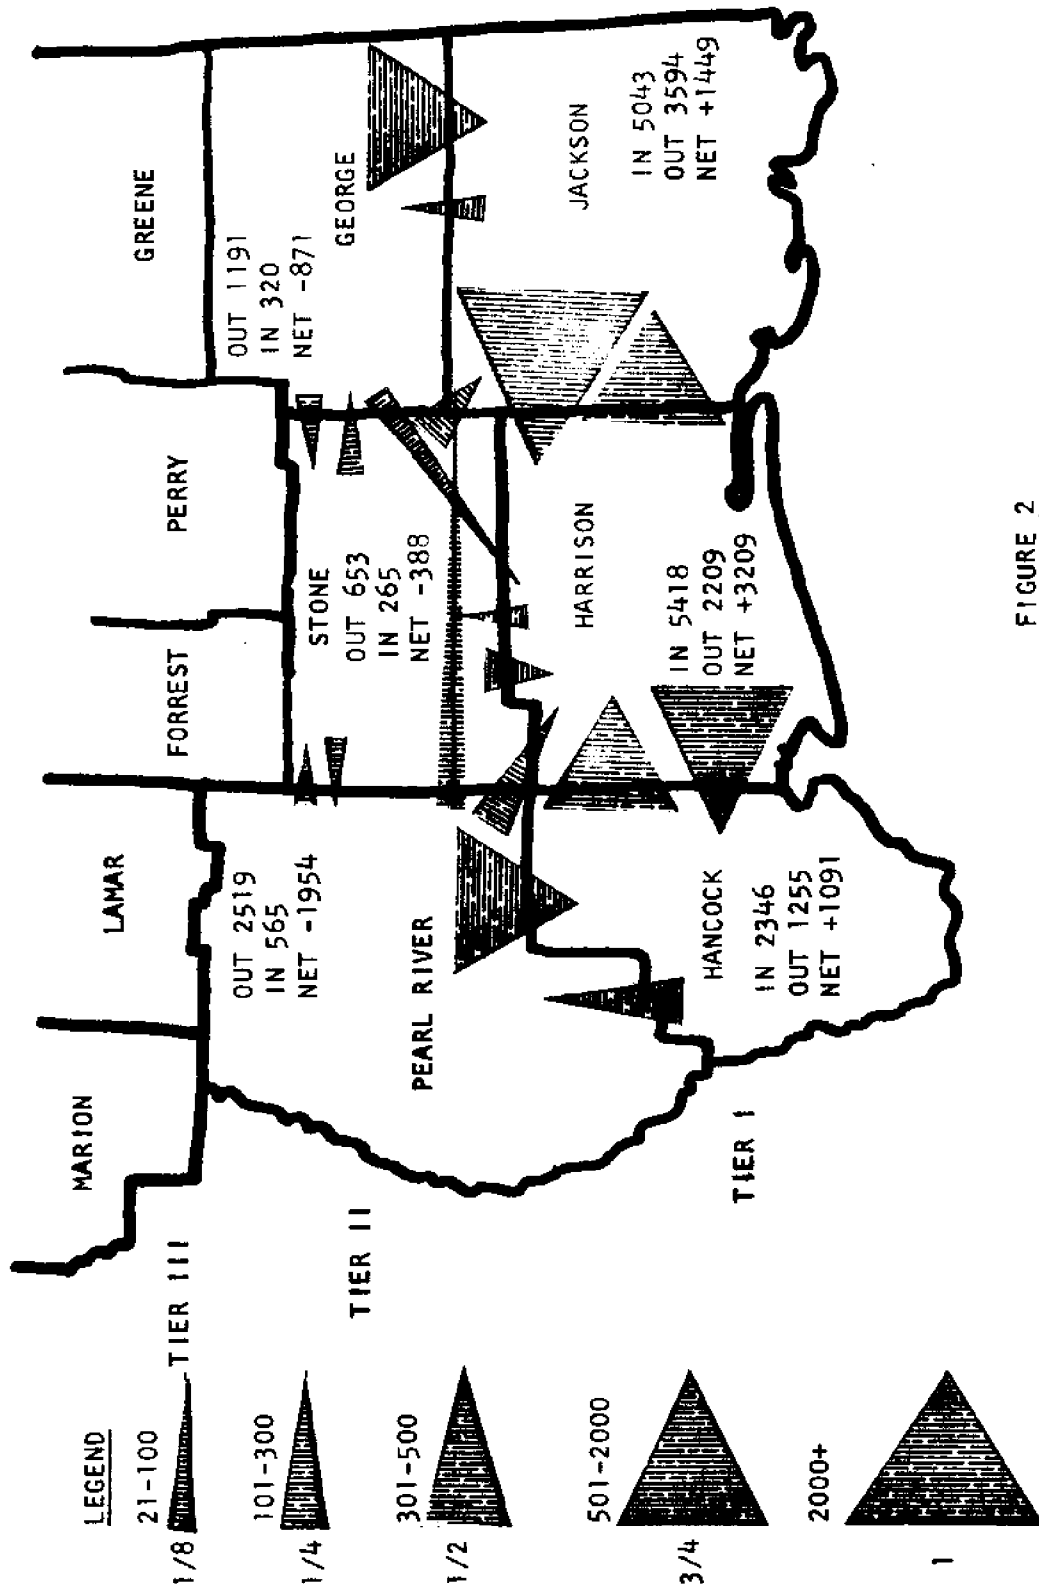 LEGEND
21-100
1/8
101-300
1/4
301-500
1/2
501-2000
3/4
2000+
1
TIER III
TIER II
TIER I
MARION
LAMAR
FORREST
PERRY
GREENE
OUT 2519
IN 565
NET -1954
PEARL RIVER
STONE
OUT 653
IN 265
NET -388
OUT 1191
IN 320
NET -871
GEORGE
HANCOCK
IN 2346
OUT 1255
NET +1091
HARRISON
IN 5418
OUT 2209
NET +3209
JACKSON
IN 5043
OUT 3594
NET +1449
FIGURE 2